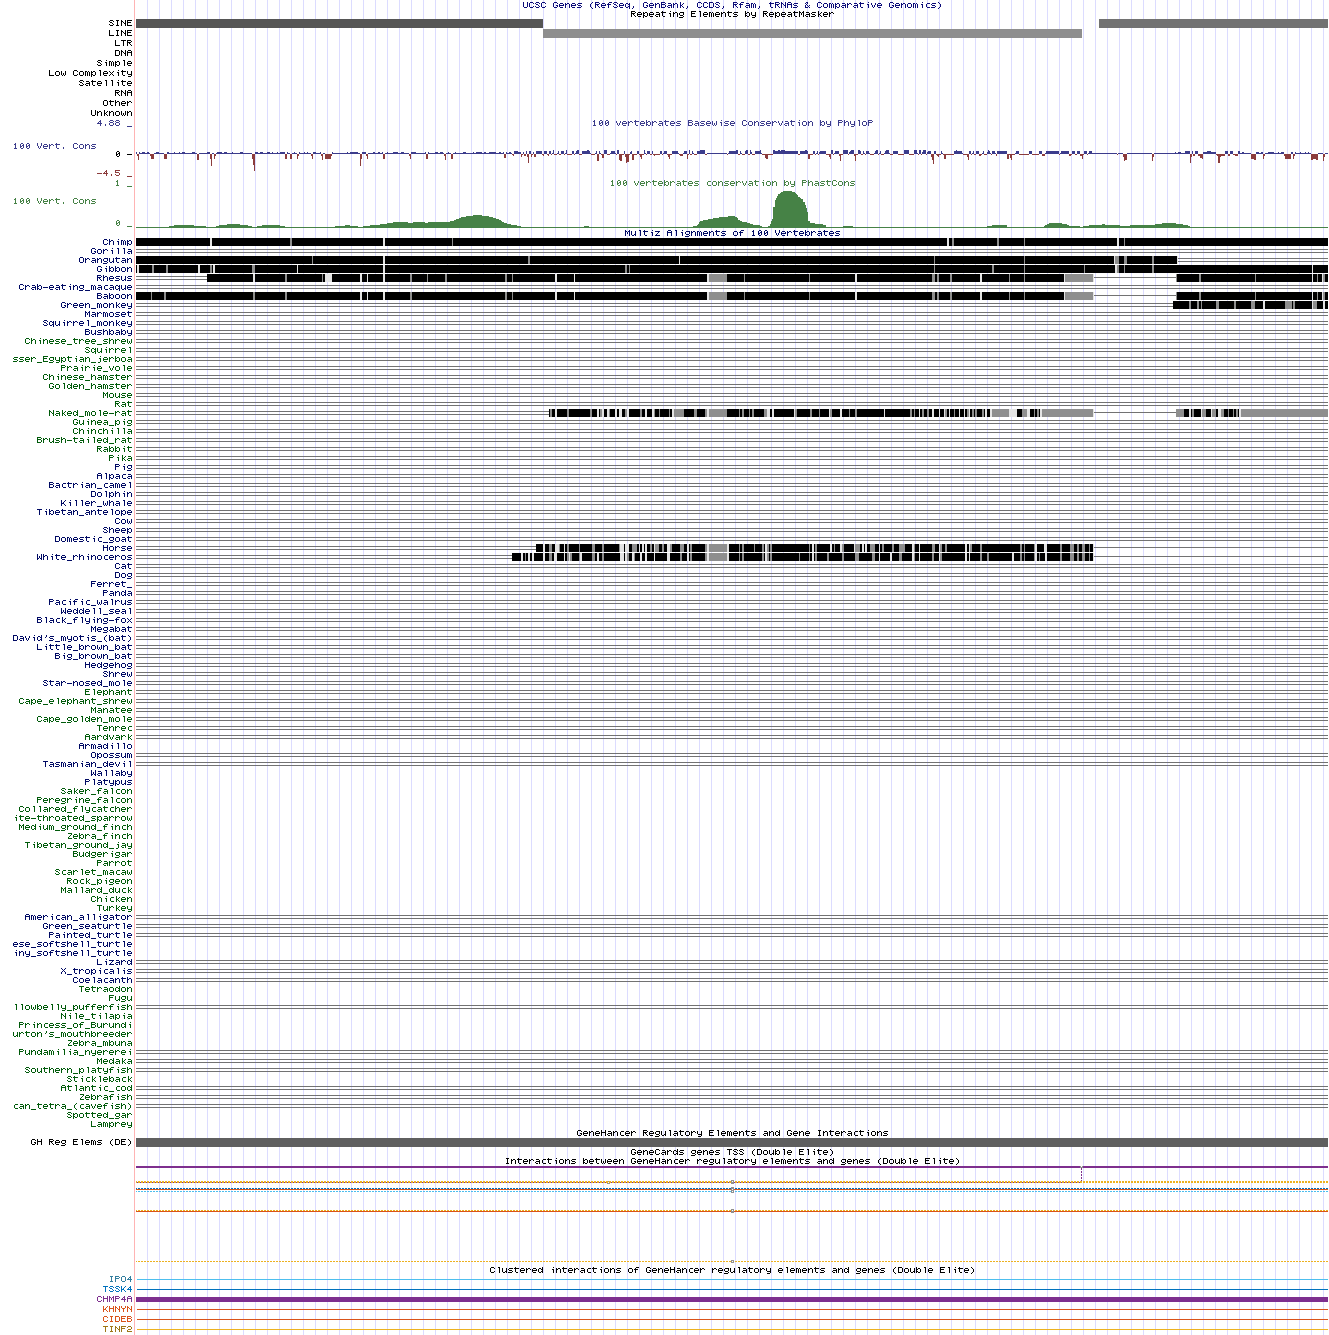 UCSC Genes (RefSeq, GenBank, CCDS, Rfam, tRNAs & Comparative Genomics)
Repeating Elements by RepeatMasker
SINE
LINE
LTR
DNA
Simple
Low Complexity
Satellite
RNA
Other
Unknown
4.88 _
100 vertebrates Basewise Conservation by PhyloP
100 Vert. Cons
0 _
-4.5 _
1 _
100 vertebrates conservation by PhastCons
100 Vert. Cons
0 _
Multiz Alignments of 100 Vertebrates
Chimp
Gorilla
Orangutan
Gibbon
Rhesus
Crab-eating_macaque
Baboon
Green_monkey
Marmoset
Squirrel_monkey
Bushbaby
Chinese_tree_shrew
Squirrel
sser_Egyptian_jerboa
Prairie_vole
Chinese_hamster
Golden_hamster
Mouse
Rat
Naked_mole-rat
Guinea_pig
Chinchilla
Brush-tailed_rat
Rabbit
Pika
Pig
Alpaca
Bactrian_camel
Dolphin
Killer_whale
Tibetan_antelope
Cow
Sheep
Domestic_goat
Horse
White_rhinoceros
Cat
Dog
Ferret_
Panda
Pacific_walrus
Weddell_seal
Black_flying-fox
Megabat
David's_myotis_(bat)
Little_brown_bat
Big_brown_bat
Hedgehog
Shrew
Star-nosed_mole
Elephant
Cape_elephant_shrew
Manatee
Cape_golden_mole
Tenrec
Aardvark
Armadillo
Opossum
Tasmanian_devil
Wallaby
Platypus
Saker_falcon
Peregrine_falcon
Collared_flycatcher
ite-throated_sparrow
Medium_ground_finch
Zebra_finch
Tibetan_ground_jay
Budgerigar
Parrot
Scarlet_macaw
Rock_pigeon
Mallard_duck
Chicken
Turkey
American_alligator
Green_seaturtle
Painted_turtle
ese_softshell_turtle
iny_softshell_turtle
Lizard
X_tropicalis
Coelacanth
Tetraodon
Fugu
llowbelly_pufferfish
Nile_tilapia
Princess_of_Burundi
urton's_mouthbreeder
Zebra_mbuna
Pundamilia_nyererei
Medaka
Southern_platyfish
Stickleback
Atlantic_cod
Zebrafish
can_tetra_(cavefish)
Spotted_gar
Lamprey
GeneHancer Regulatory Elements and Gene Interactions
GH Reg Elems (DE)
GeneCards genes TSS (Double Elite)
Interactions between GeneHancer regulatory elements and genes (Double Elite)
Clustered interactions of GeneHancer regulatory elements and genes (Double Elite)
IPO4
TSSK4
CHMP4A
KHNYN
CIDEB
TINF2